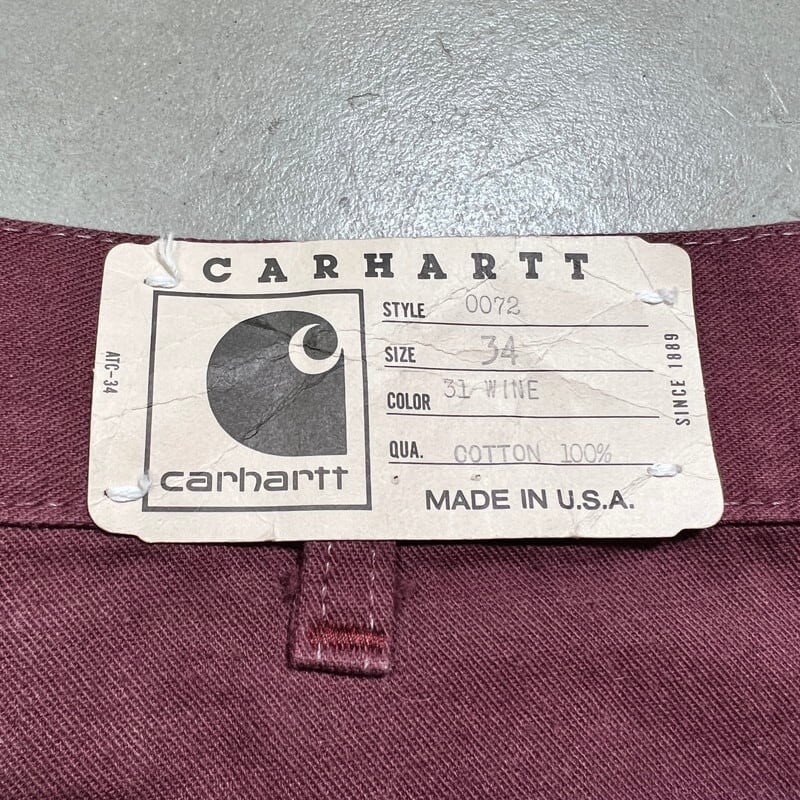 CARHARTT
ATC-34
carhartt
STYLE 0072
SIZE 34
COLOR 31 WINE
QUA. COTTON 100%
MADE IN U.S.A.
SINCE 1889